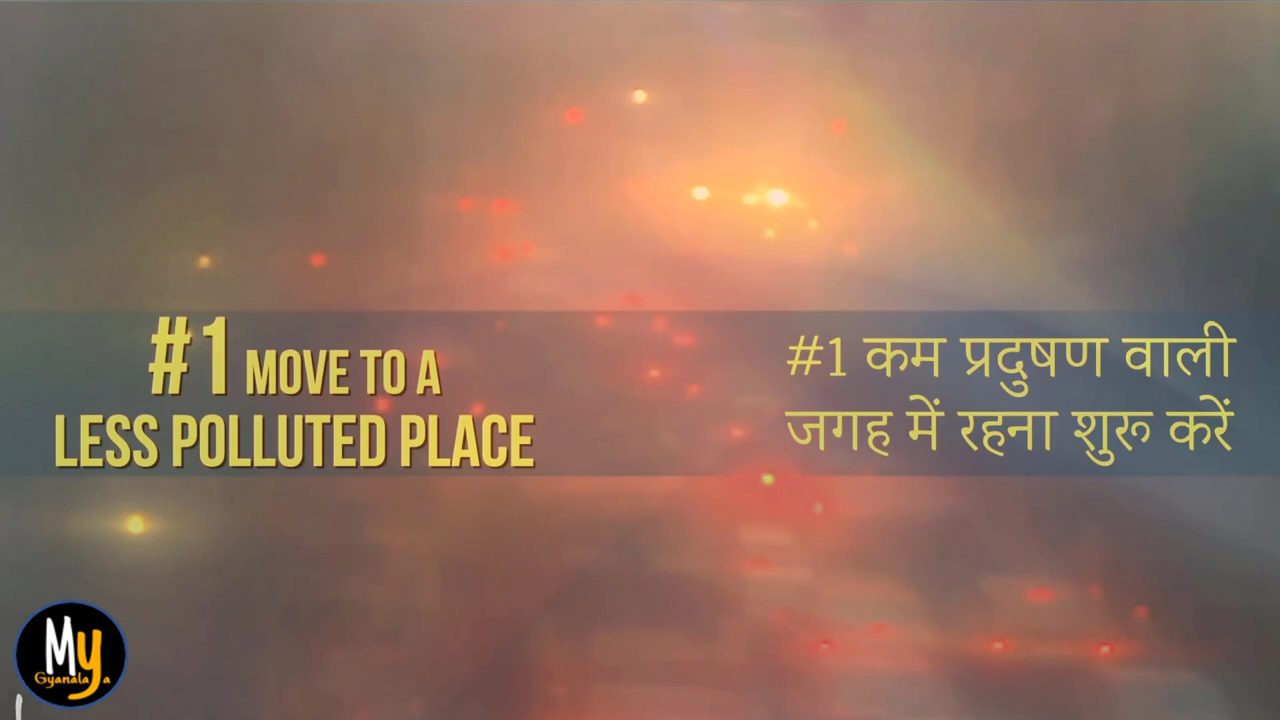 #1 MOVE TO A
LESS POLLUTED PLACE
#1 कम प्रदुषण वाली
जगह में रहना शुरू करें
My
Gyanalaya